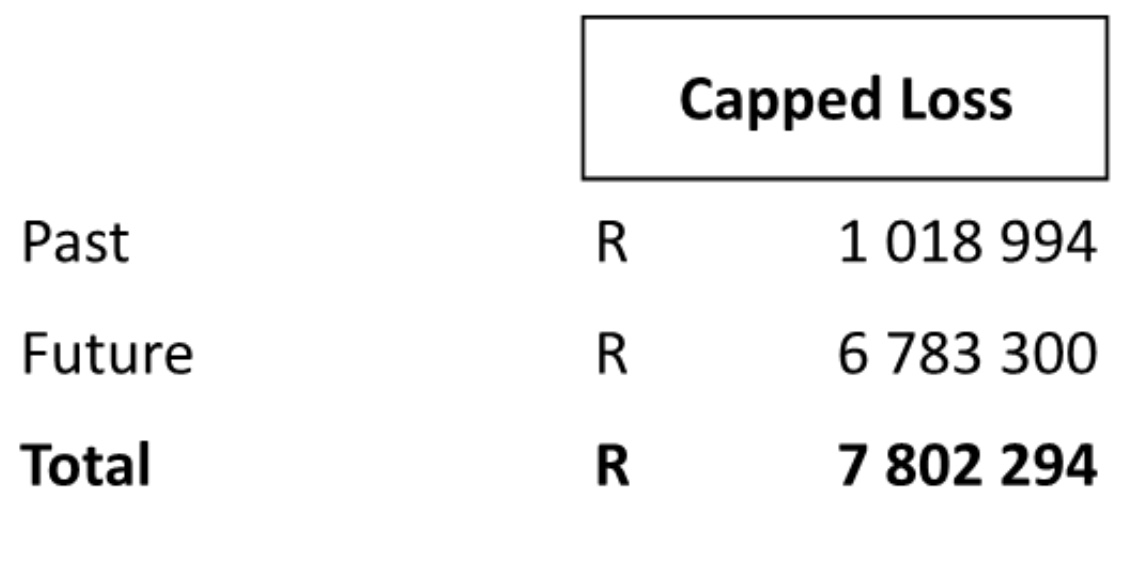 Capped Loss
Past R 1 018 994
Future R 6 783 300
Total R 7 802 294